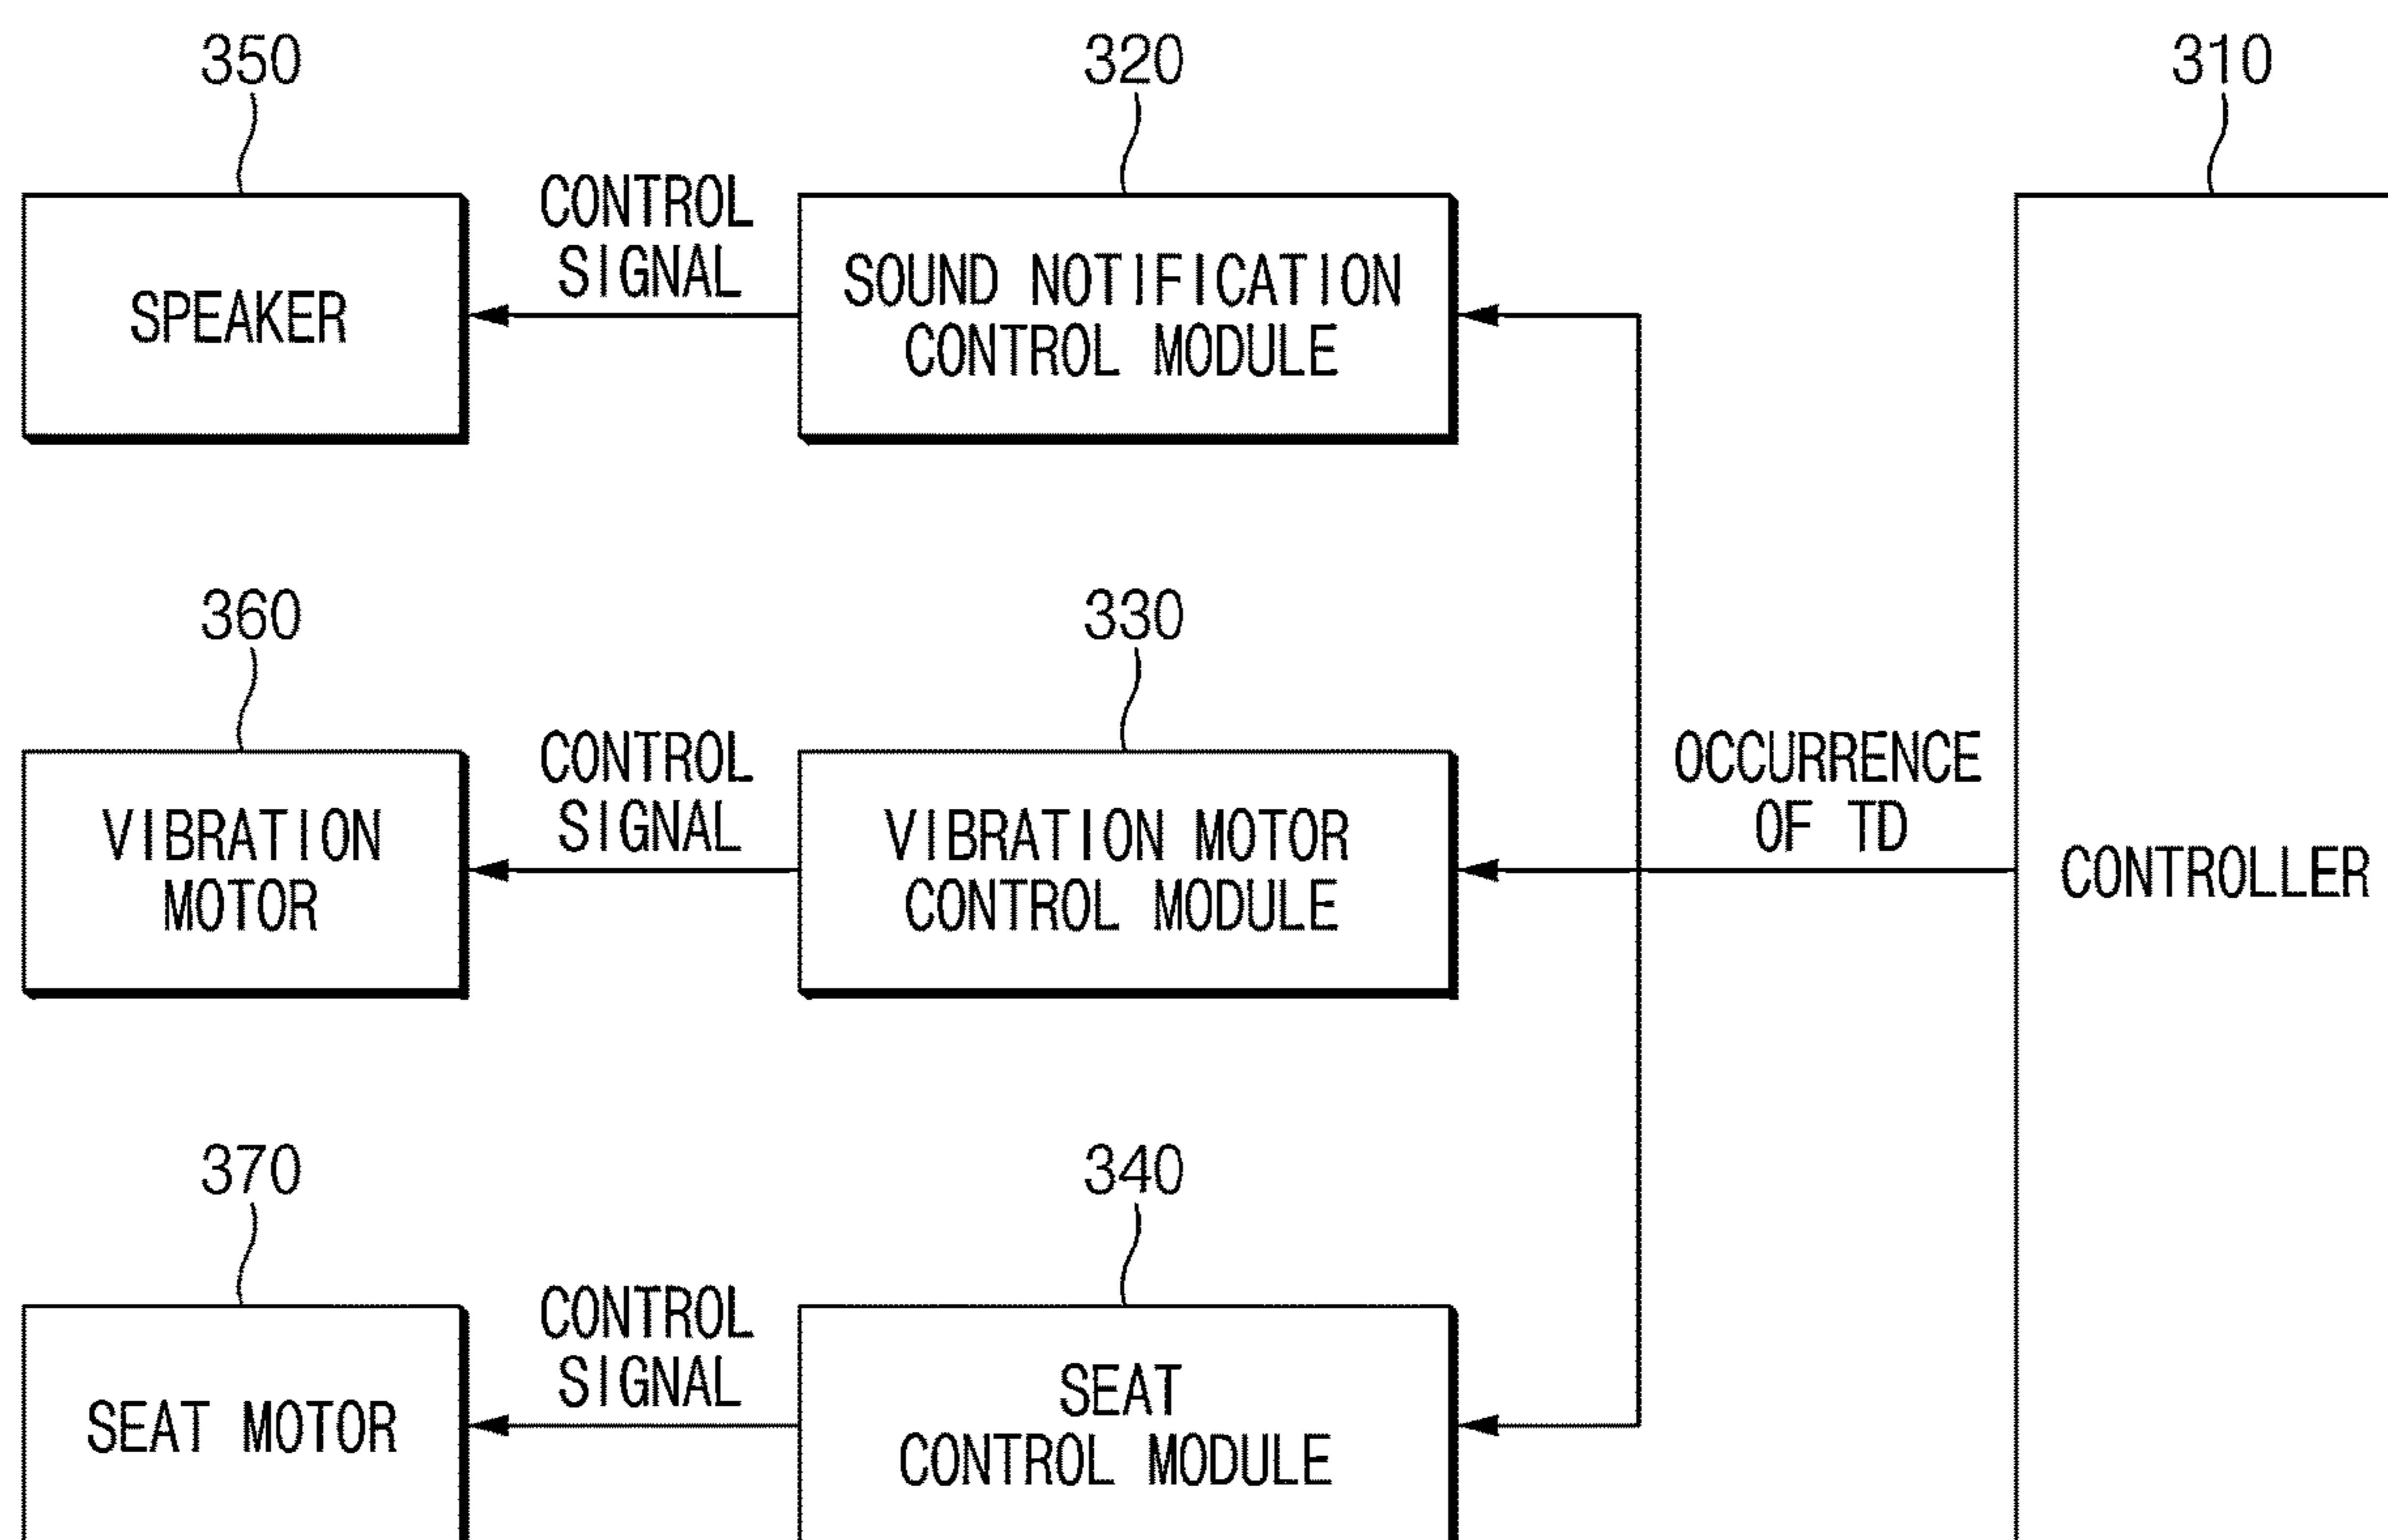 350
320
310
CONTROL
SIGNAL
SPEAKER
SOUND NOTIFICATION
CONTROL MODULE
360
330
CONTROL
SIGNAL
VIBRATION
MOTOR
VIBRATION MOTOR
CONTROL MODULE
OCCURRENCE
OF TD
CONTROLLER
370
340
CONTROL
SIGNAL
SEAT MOTOR
SEAT
CONTROL MODULE